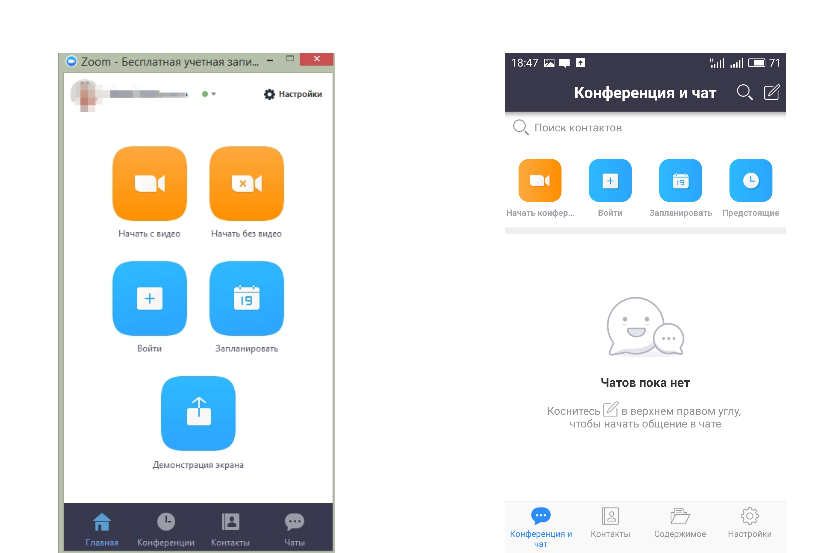 Zoom - Бесплатная учетная запи...
Настройки
Начать с видео
Начать без видео
Войти
19
Запланировать
Демонстрация экрана
Главная
Конференции
Контакты
Чаты
18:47
71
Конференция и чат
Поиск контактов
19
Начать конфер...
Войти
Запланировать
Предстоящие
Чатов пока нет
Коснитесь в верхнем правом углу,
чтобы начать общение в чате
Конференция и
чат
Контакты
Содержимое
Настройки